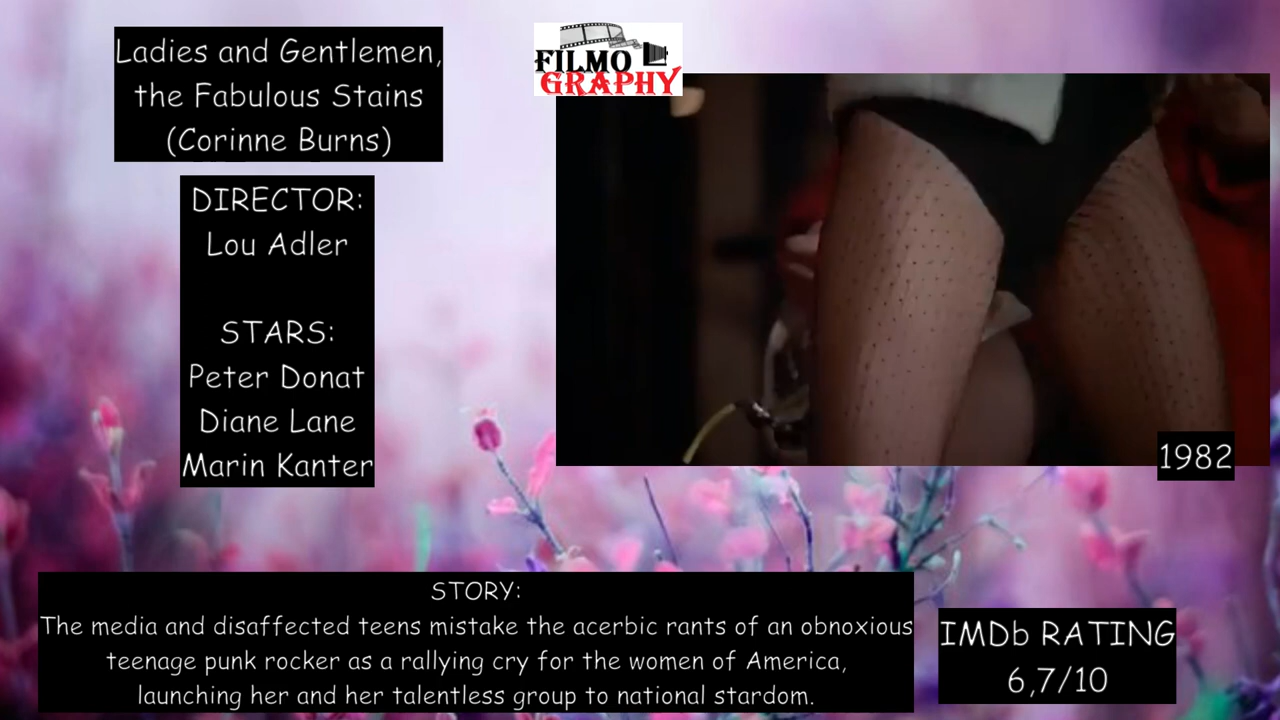 Ladies and Gentlemen,
the Fabulous Stains
(Corinne Burns)
FILMO
GRAPHY
DIRECTOR:
Lou Adler
STARS:
Peter Donat
Diane Lane
Marin Kanter
1982
STORY:
The media and disaffected teens mistake the acerbic rants of an obnoxious
teenage punk rocker as a rallying cry for the women of America,
launching her and her talentless group to national stardom.
IMDb RATING
6,7/10